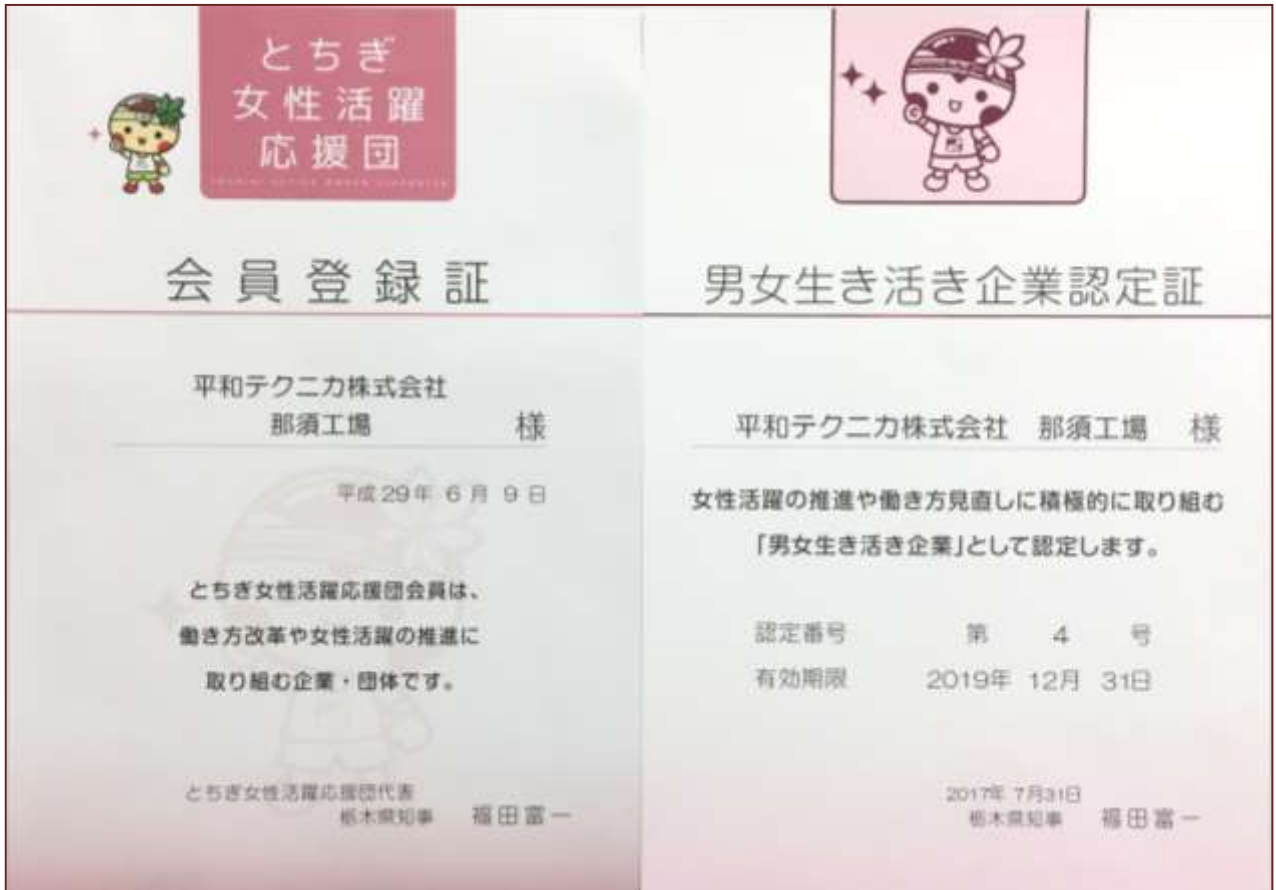 とちぎ
女性活躍
応援団
会員登録証
平和テクニカ株式会社
那須工場 様
平成29年 6月 9日
とちぎ女性活躍応援団会員は、
働き方改革や女性活躍の推進に
取り組む企業・団体です。
とちぎ女性活躍応援団代表
栃木県知事 福田富一
男女生き活き企業認定証
平和テクニカ株式会社 那須工場 様
女性活躍の推進や働き方見直しに積極的に取り組む
「男女生き活き企業」として認定します。
認定番号 第 4 号
有効期限 2019年 12月 31日
2017年 7月31日
栃木県知事 福田富一